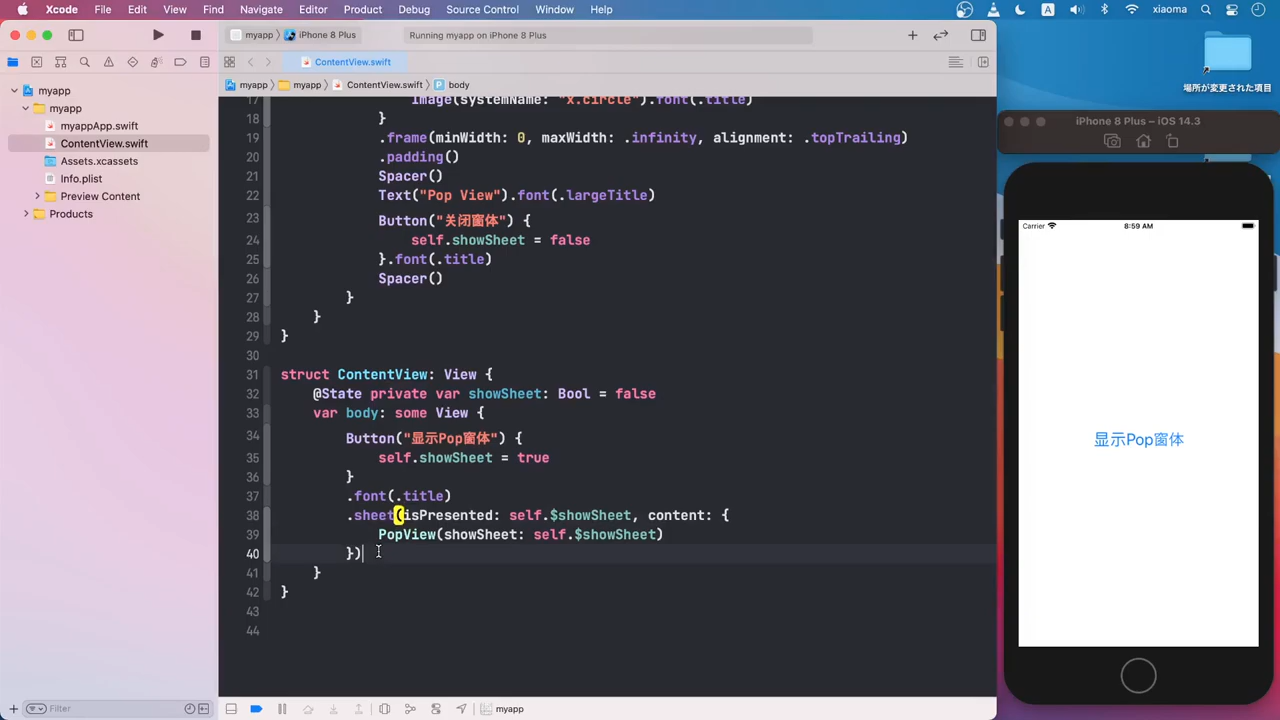 Xcode File Edit View Find Navigate Editor Product Debug Source Control Window Help A xiaoma
myapp iPhone 8 Plus Running myapp on iPhone 8 Plus
ContentView.swift
myapp myapp ContentView.swift body
myapp
myapp
myappApp.swift
ContentView.swift
Assets.xcassets
Info.plist
Preview Content
Products
Filter
17 Image(systemName: "x.circle").font(.title)
18 }
19 .frame(minWidth: 0, maxWidth: .infinity, alignment: .topTrailing)
20 .padding()
21 Spacer()
22 Text("Pop View").font(.largeTitle)
23 Button("关闭窗体") {
24 self.showSheet = false
25 }.font(.title)
26 Spacer()
27 }
28 }
29 }
30
31 struct ContentView: View {
32 @State private var showSheet: Bool = false
33 var body: some View {
34 Button("显示Pop窗体") {
35 self.showSheet = true
36 }
37 .font(.title)
38 .sheet(isPresented: self.$showSheet, content: {
39 PopView(showSheet: self.$showSheet)
40 })
41 }
42 }
43
44
myapp
場所が変更された項目
iPhone 8 Plus – iOS 14.3
Carrier 8:59 AM
显示Pop窗体